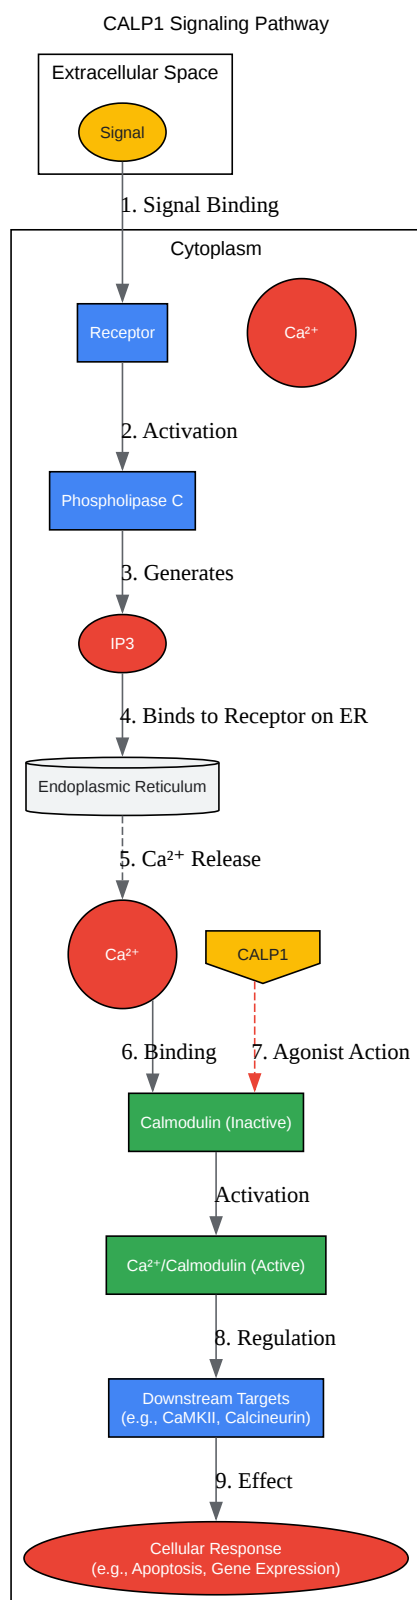 CALP1 Signaling Pathway
Extracellular Space
Signal
1. Signal Binding
Cytoplasm
Receptor
Ca²⁺
2. Activation
Phospholipase C
3. Generates
IP3
4. Binds to Receptor on ER
Endoplasmic Reticulum
5. Ca²⁺ Release
Ca²⁺
CALP1
6. Binding
7. Agonist Action
Calmodulin (Inactive)
Activation
Ca²⁺/Calmodulin (Active)
8. Regulation
Downstream Targets
(e.g., CaMKII, Calcineurin)
9. Effect
Cellular Response
(e.g., Apoptosis, Gene Expression)